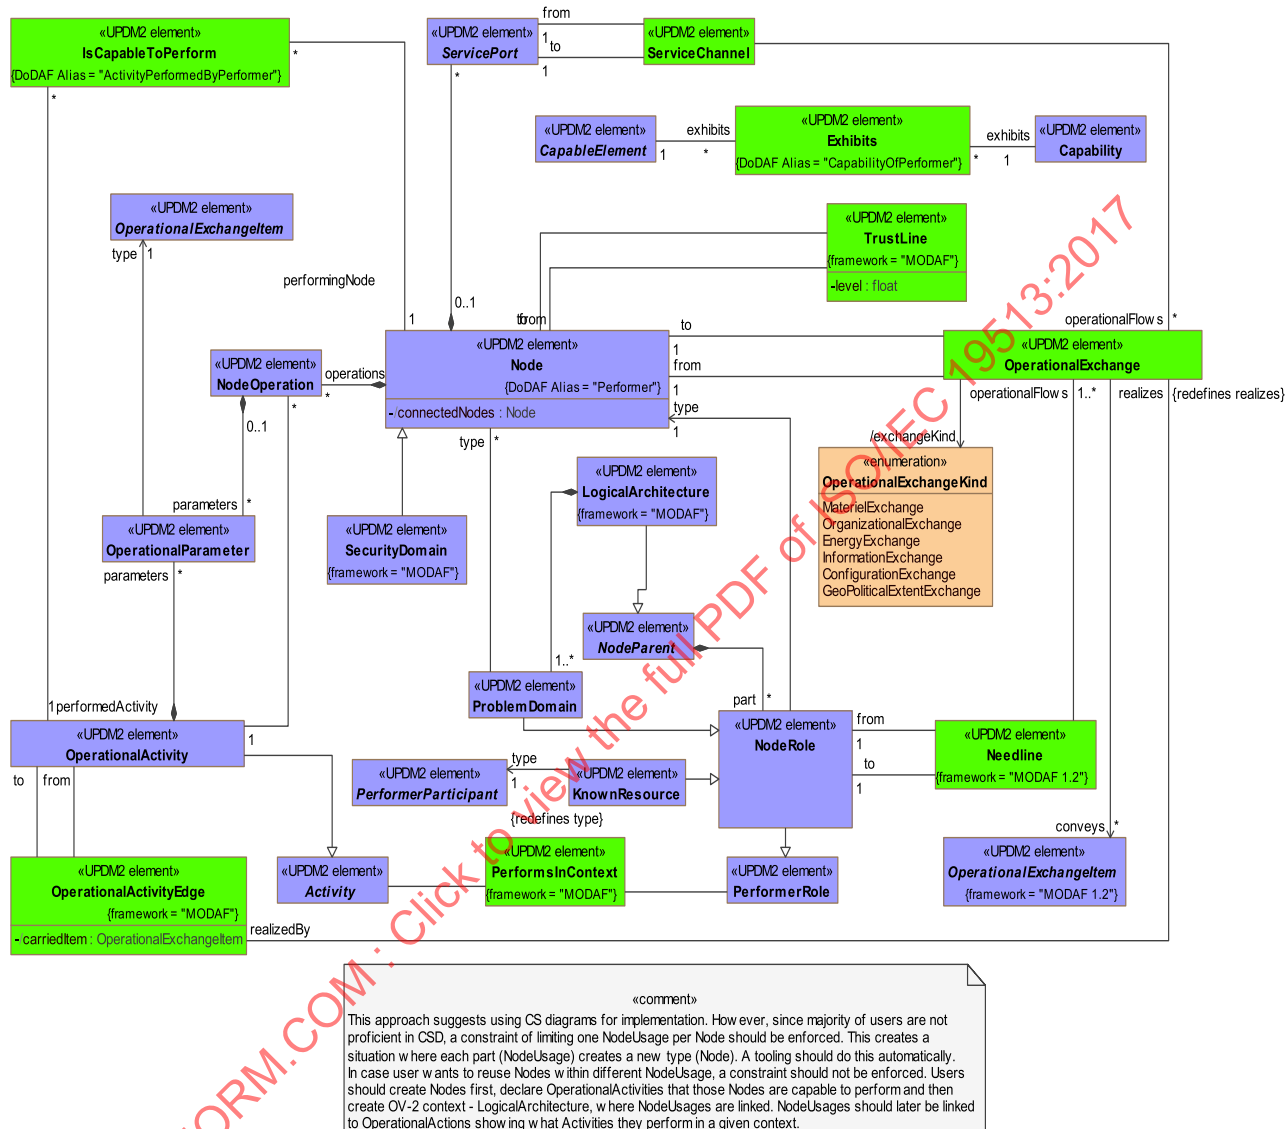 «UPDM2 element»
IsCapableToPerform
{DoDAF Alias = "ActivityPerformedByPerformer"}
*
*
«UPDM2 element»
ServicePort
from
1
to
1
*
«UPDM2 element»
ServiceChannel
«UPDM2 element»
CapableElement
exhibits
1
*
«UPDM2 element»
Exhibits
{DoDAF Alias = "CapabilityOfPerformer"}
exhibits
*
1
«UPDM2 element»
Capability
«UPDM2 element»
OperationalExchangeItem
type
1
«UPDM2 element»
TrustLine
{framework = "MODAF"}
-level : float
performingNode
1
0..1
to
from
to
1
from
1
type
1
operationalFlows
*
«UPDM2 element»
Node
{DoDAF Alias = "Performer"}
-/connectedNodes : Node
«UPDM2 element»
OperationalExchange
«UPDM2 element»
NodeOperation
operations
*
*
0..1
type
*
operationalFlows
1..*
realizes
{redefines realizes}
/exchangeKind
«enumeration»
OperationalExchangeKind
MaterielExchange
OrganizationalExchange
EnergyExchange
InformationExchange
ConfigurationExchange
GeoPoliticalExtentExchange
«UPDM2 element»
LogicalArchitecture
{framework = "MODAF"}
parameters
*
«UPDM2 element»
OperationalParameter
parameters
*
«UPDM2 element»
SecurityDomain
{framework = "MODAF"}
«UPDM2 element»
NodeParent
1..*
«UPDM2 element»
ProblemDomain
part
*
1
performedActivity
«UPDM2 element»
OperationalActivity
1
to
from
«UPDM2 element»
NodeRole
from
1
to
1
«UPDM2 element»
Needline
{framework = "MODAF 1.2"}
«UPDM2 element»
PerformerParticipant
type
1
{redefines type}
«UPDM2 element»
KnownResource
conveys
*
«UPDM2 element»
OperationalActivityEdge
{framework = "MODAF"}
-/carriedItem : OperationalExchangeItem
realizedBy
«UPDM2 element»
Activity
«UPDM2 element»
PerformsInContext
{framework = "MODAF"}
«UPDM2 element»
PerformerRole
«UPDM2 element»
OperationalExchangeItem
{framework = "MODAF 1.2"}
«comment»
This approach suggests using CS diagrams for implementation. However, since majority of users are not
proficient in CSD, a constraint of limiting one NodeUsage per Node should be enforced. This creates a
situation where each part (NodeUsage) creates a new type (Node). A tooling should do this automatically.
In case user wants to reuse Nodes within different NodeUsage, a constraint should not be enforced. Users
should create Nodes first, declare OperationalActivities that those Nodes are capable to perform and then
create OV-2 context - LogicalArchitecture, where NodeUsages are linked. NodeUsages should later be linked
to OperationalActions showing what Activities they perform in a given context.
ORM.COM : Click to view the full PDF of ISO/IEC 19513:2017